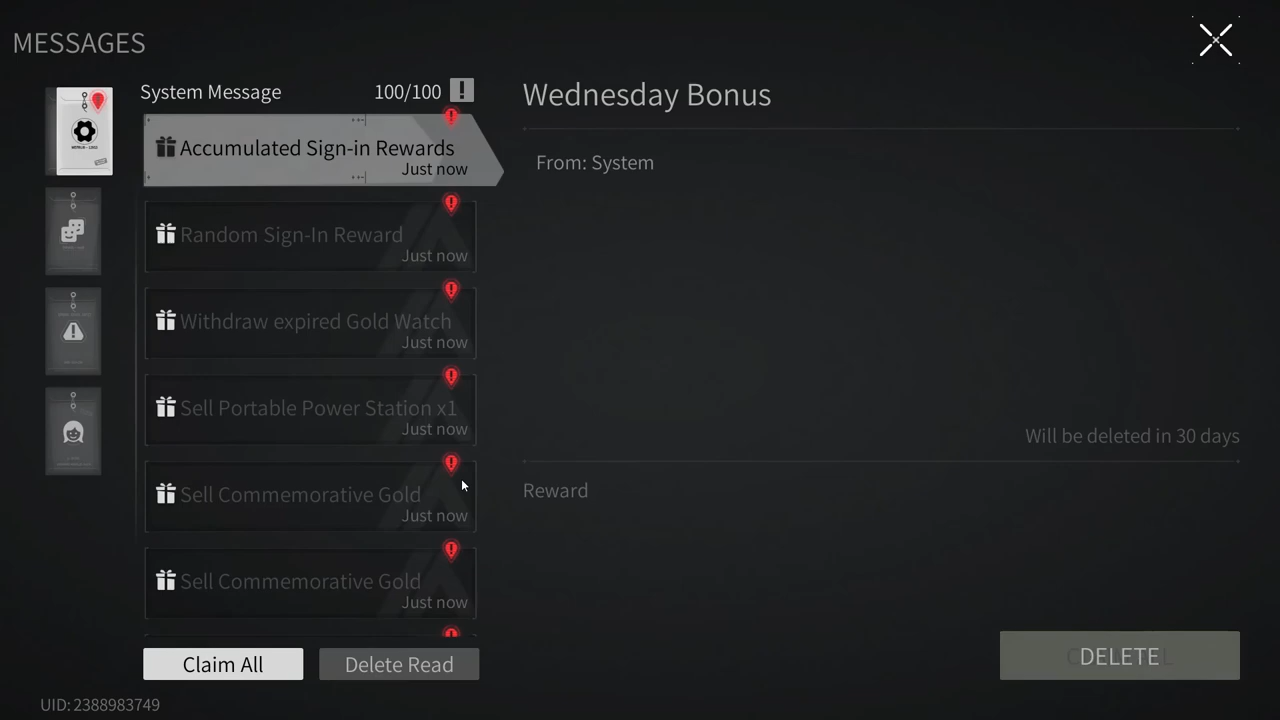 MESSAGES
System Message 100/100
Accumulated Sign-in Rewards
Just now
Random Sign-In Reward
Just now
Withdraw expired Gold Watch
Just now
Sell Portable Power Station x1
Just now
Sell Commemorative Gold
Just now
Sell Commemorative Gold
Just now
Claim All
Delete Read
UID: 2388983749
Wednesday Bonus
From: System
Will be deleted in 30 days
Reward
DELETE